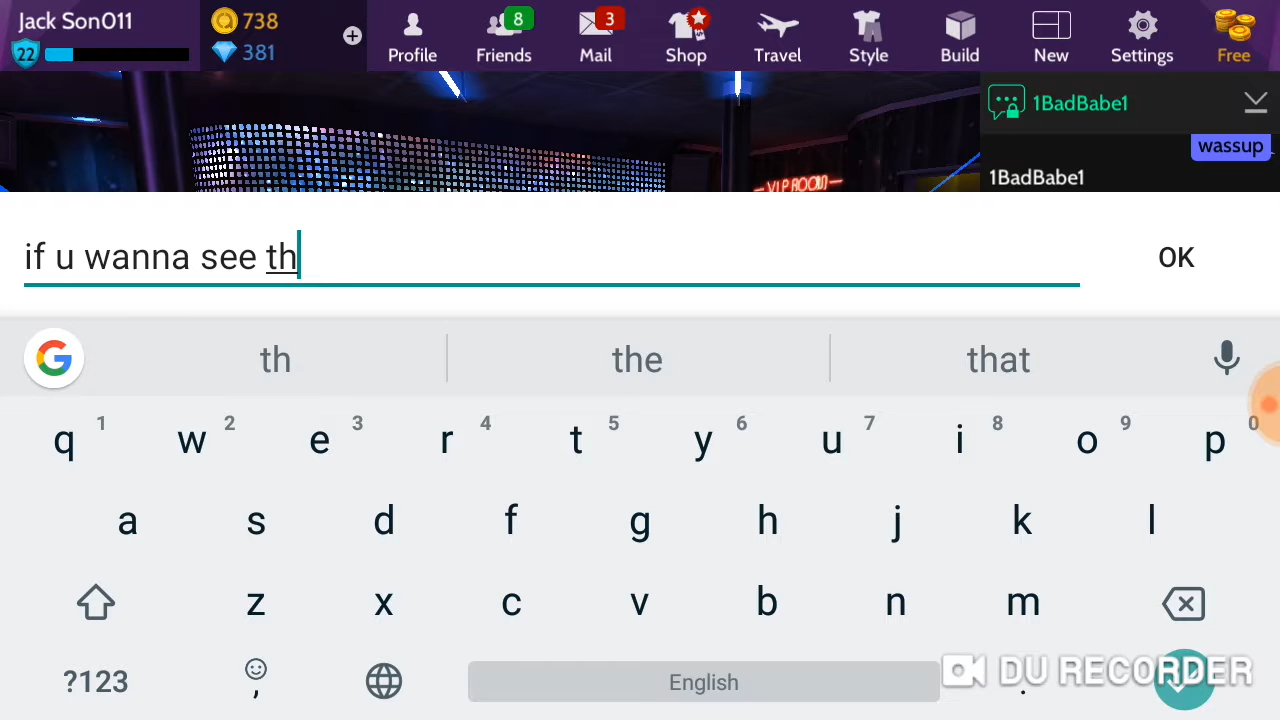 Jack Son011
22
738
381
Profile
8
Friends
3
Mail
Shop
Travel
Style
Build
New
Settings
Free
VIP ROOM
1BadBabe1
wassup
1BadBabe1
if u wanna see th
OK
th
the
that
q 1 w 2 e 3 r 4 t 5 y 6 u 7 i 8 o 9 p 0
a s d f g h j k l
z x c v b n m
?123 , English .
DU RECORDER